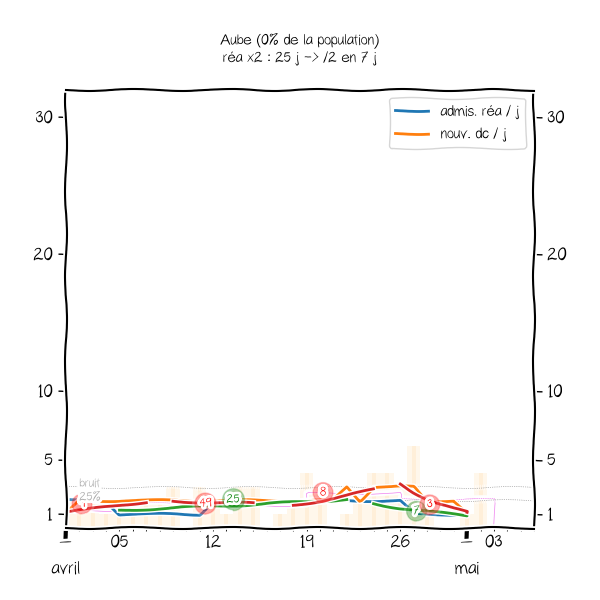 Aube (0% de la population)
réa x2 : 25 j -> /2 en 7 j
admis. réa / j
nouv. dc / j
30 30
20 20
10 10
5 5
bruit
25%
8
49
25
3
7
1 1
05 12 19 26 03
avril mai